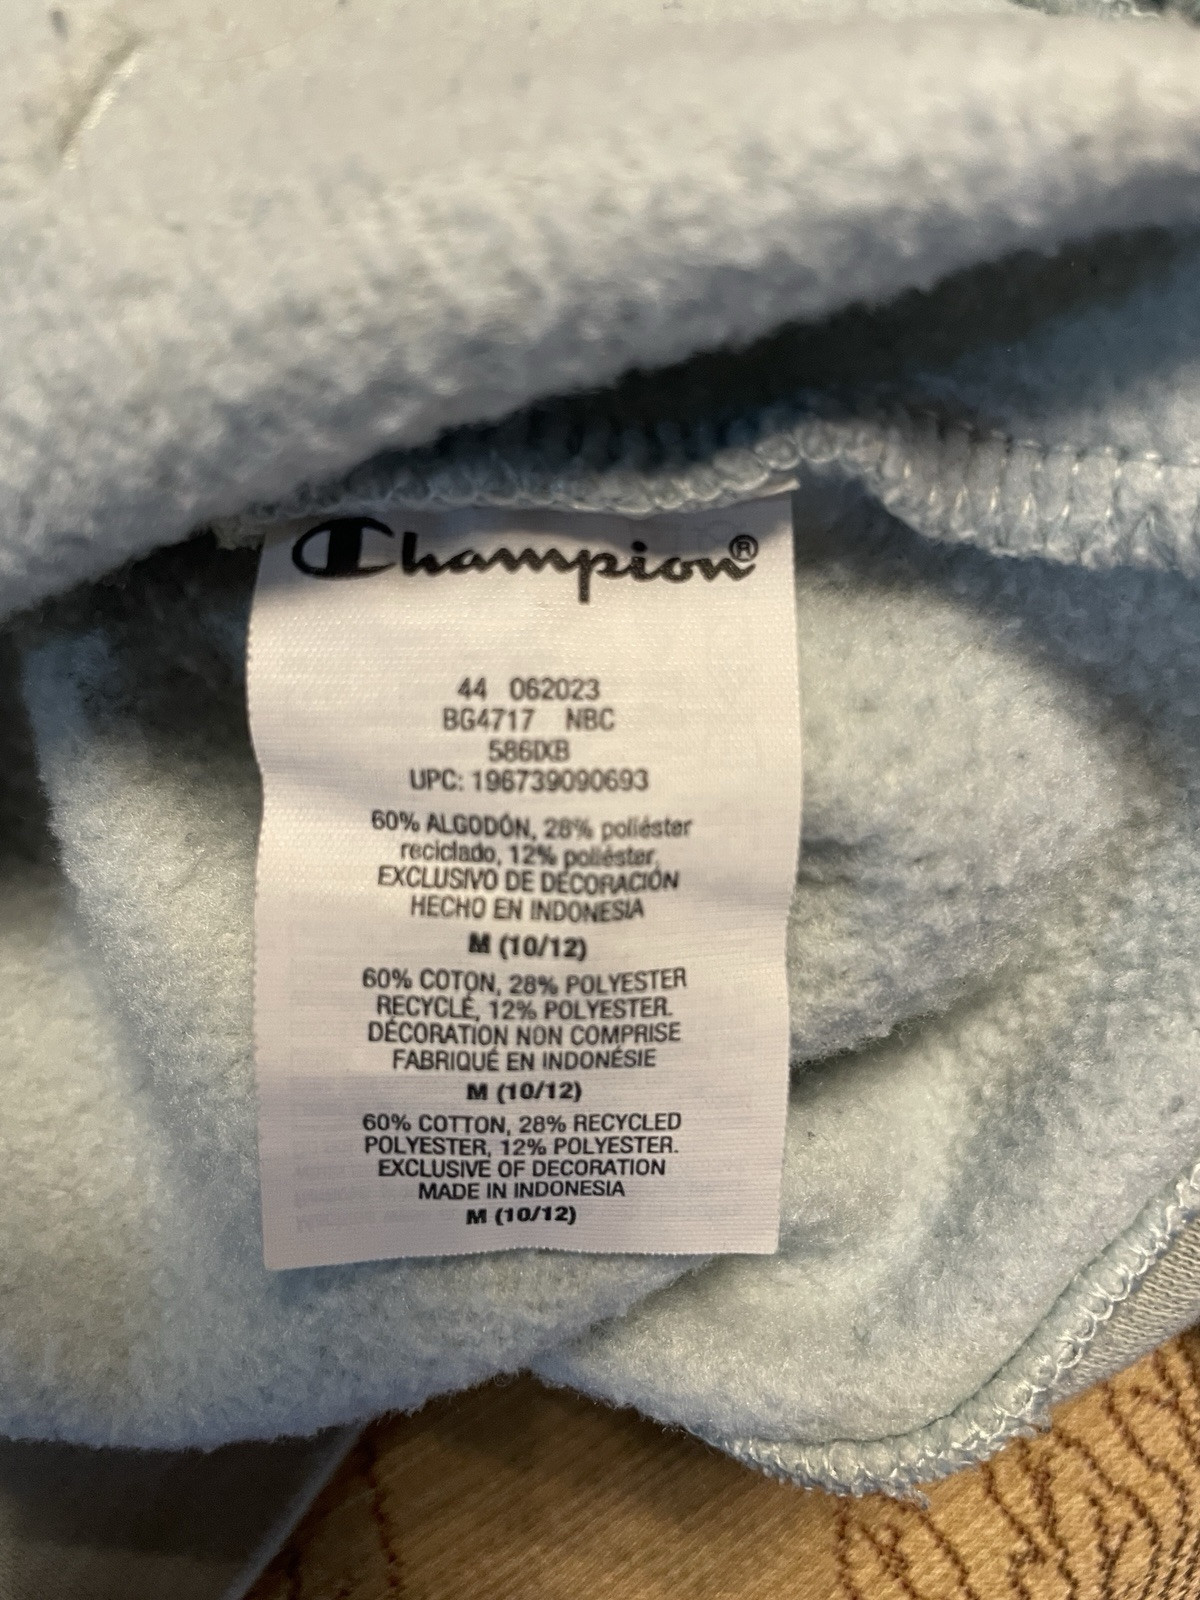 Champion®
44 062023
BG4717 NBC
586DXB
UPC: 196739090693
60% ALGODÓN, 28% poliéster
reciclado, 12% poliéster,
EXCLUSIVO DE DECORACIÓN
HECHO EN INDONESIA
M (10/12)
60% COTON, 28% POLYESTER
RECYCLÉ, 12% POLYESTER.
DÉCORATION NON COMPRISE
FABRIQUÉ EN INDONÉSIE
M (10/12)
60% COTTON, 28% RECYCLED
POLYESTER, 12% POLYESTER.
EXCLUSIVE OF DECORATION
MADE IN INDONESIA
M (10/12)